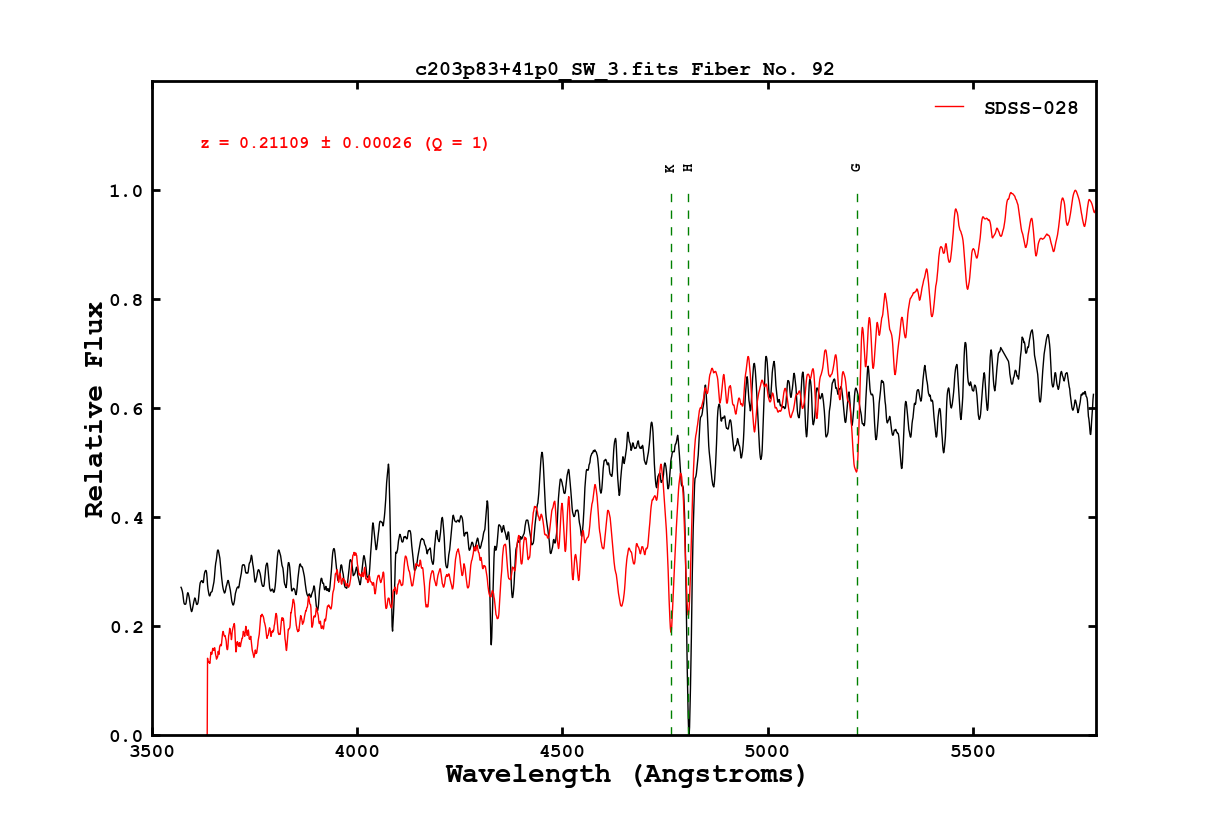 c203p83+41p0_SW_3.fits Fiber No. 92
SDSS-028
z = 0.21109 ± 0.00026 (Q = 1)
K H G
1.0
0.8
0.6
0.4
0.2
0.0
Relative Flux
3500 4000 4500 5000 5500
Wavelength (Angstroms)